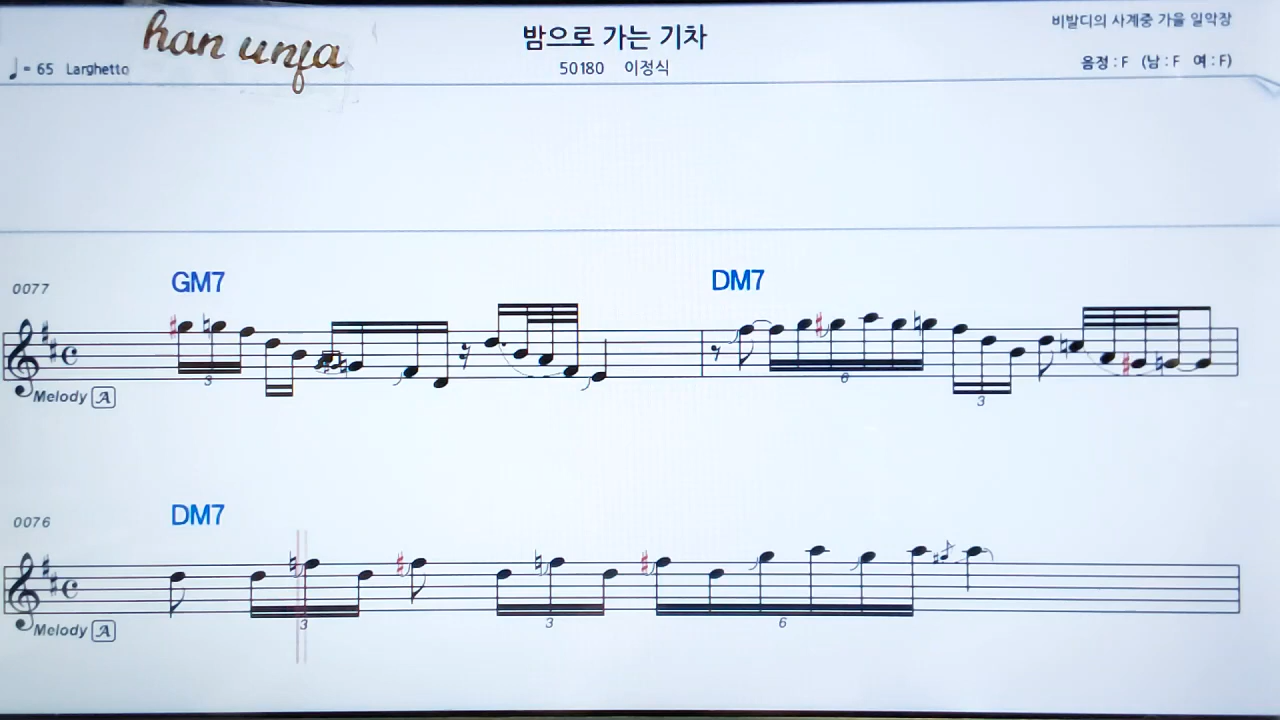 han unja
밤으로 가는 기차
비발디의 사계중 가을 일악장
♩= 65 Larghetto
50180 이정식
음정 : F (남 : F 여 : F)
GM7
DM7
0077
3
6
3
Melody A
DM7
0076
3
3
6
Melody A